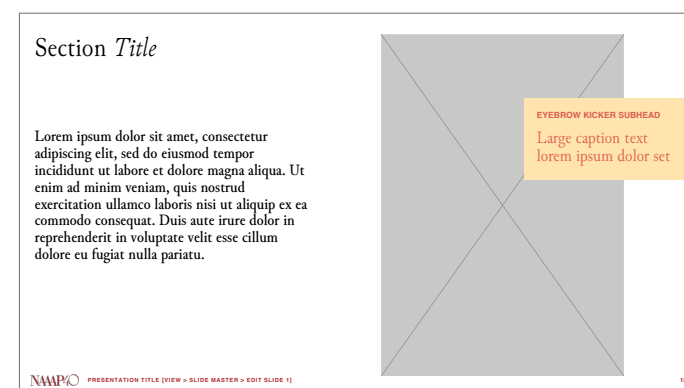 Section Title
Lorem ipsum dolor sit amet, consectetur
adipiscing elit, sed do eiusmod tempor
incididunt ut labore et dolore magna aliqua. Ut
enim ad minim veniam, quis nostrud
exercitation ullamco laboris nisi ut aliquip ex ea
commodo consequat. Duis aute irure dolor in
reprehenderit in voluptate velit esse cillum
dolore eu fugiat nulla pariatu.
EYEBROW KICKER SUBHEAD
Large caption text
lorem ipsum dolor set
PRESENTATION TITLE [VIEW > SLIDE MASTER > EDIT SLIDE 1]